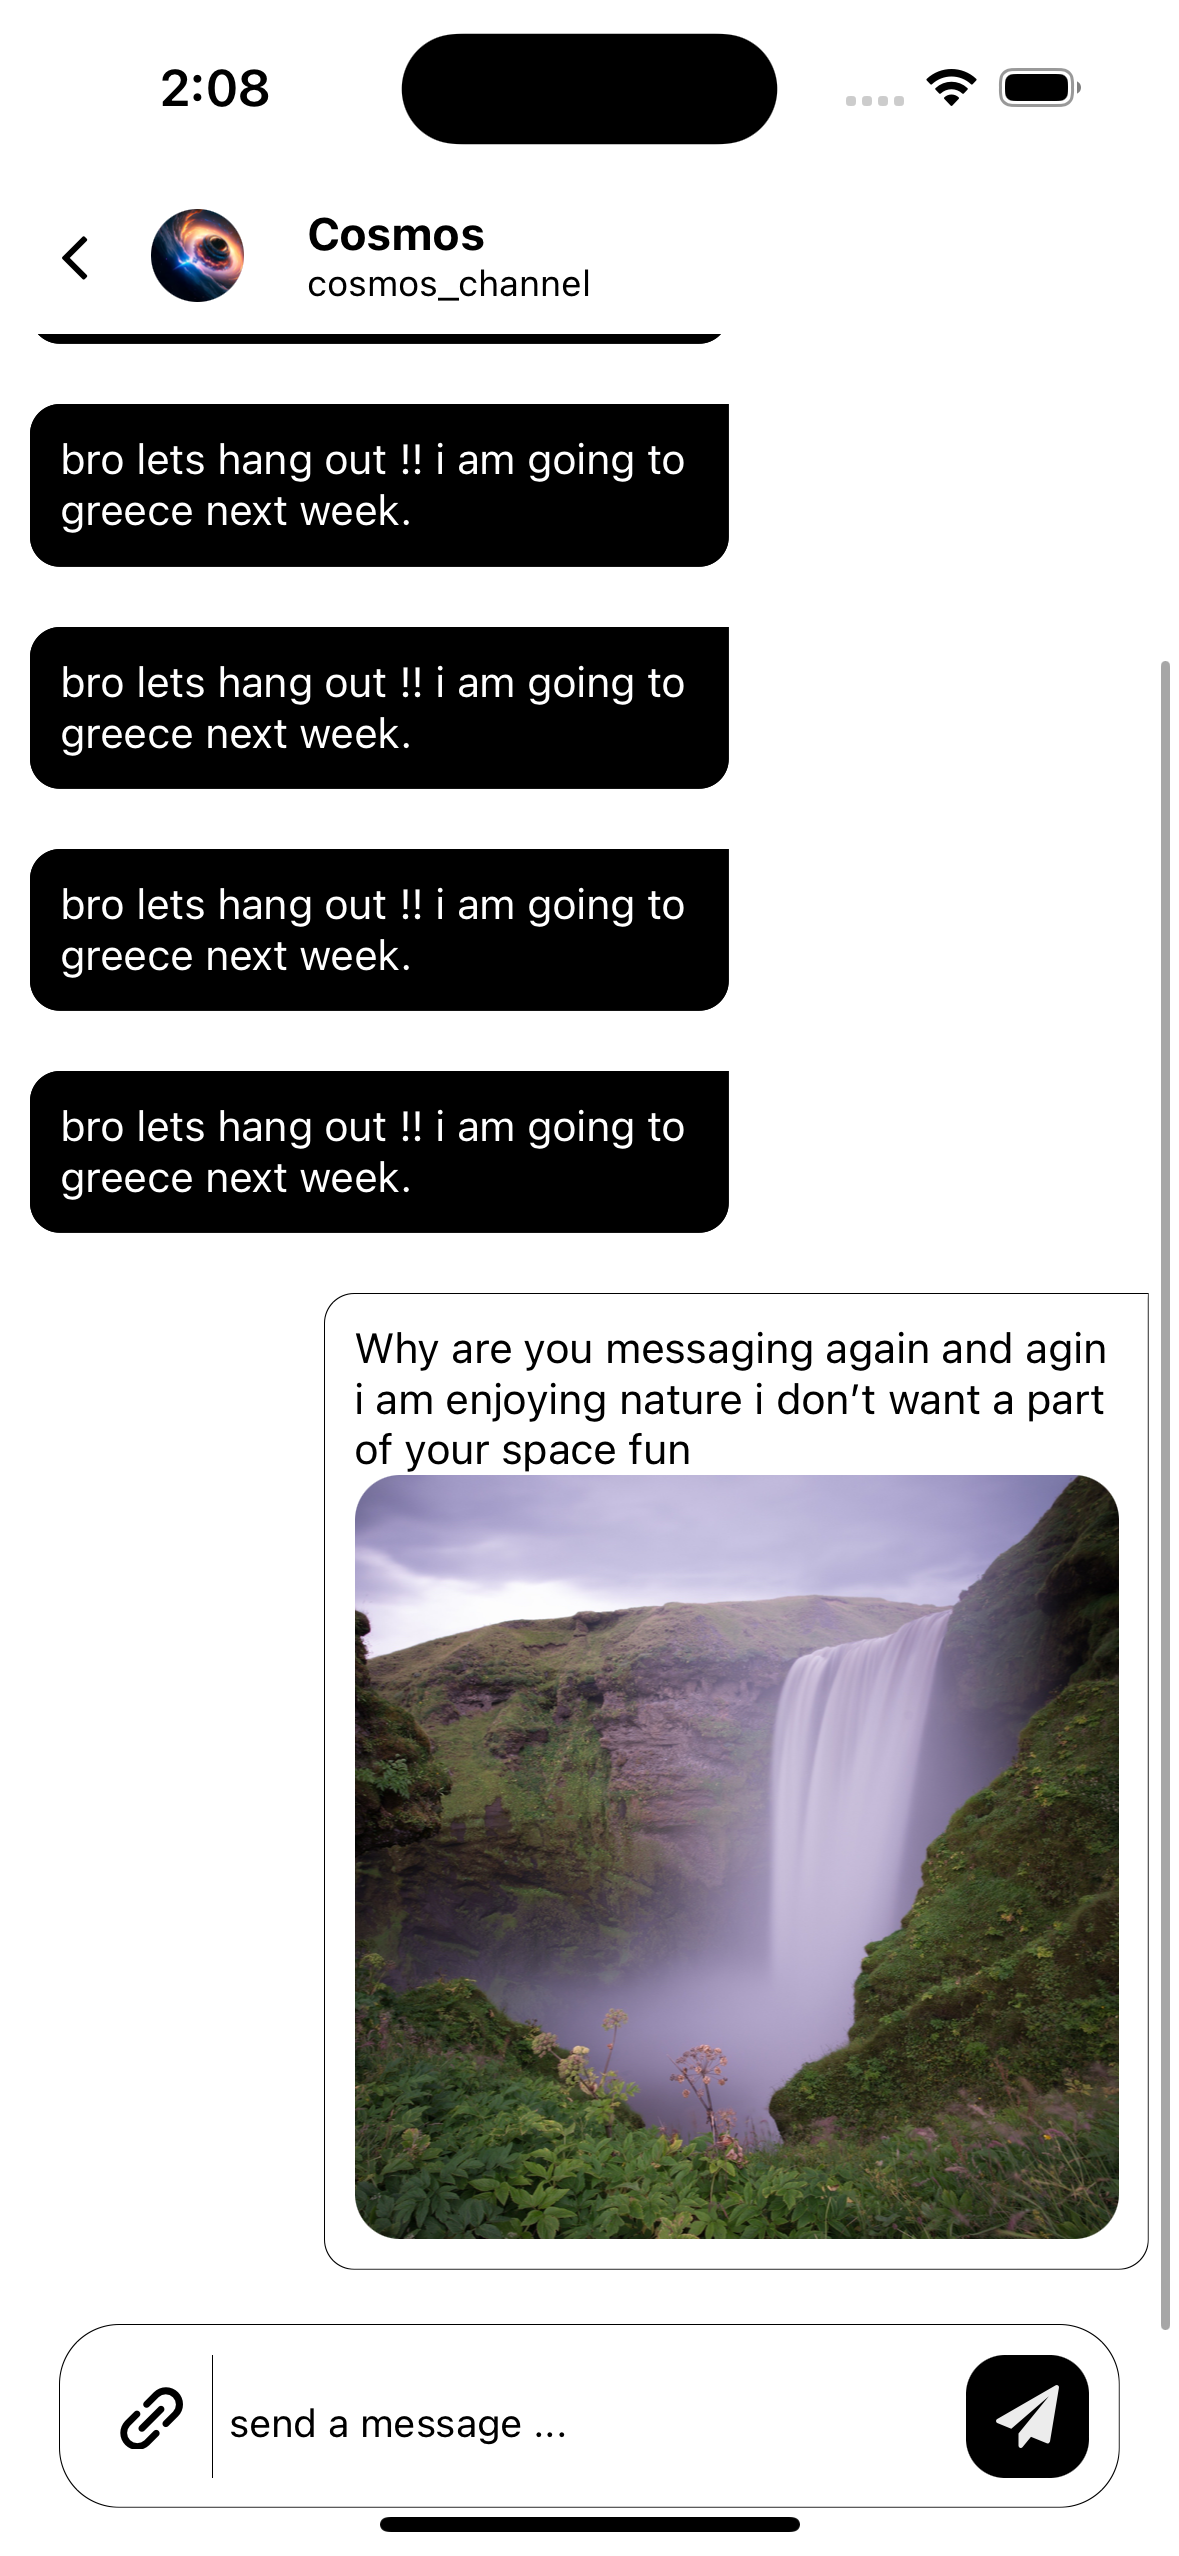 2:08
Cosmos
cosmos_channel
bro lets hang out !! i am going to
greece next week.
bro lets hang out !! i am going to
greece next week.
bro lets hang out !! i am going to
greece next week.
bro lets hang out !! i am going to
greece next week.
Why are you messaging again and agin
i am enjoying nature i don’t want a part
of your space fun
send a message ...